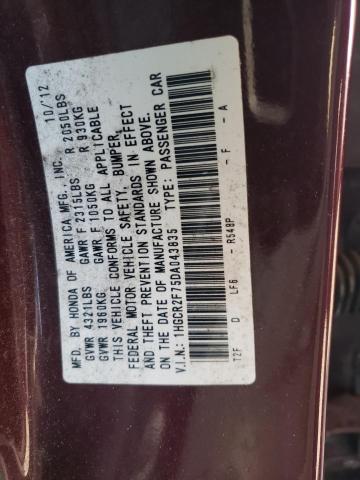 MFD. BY HONDA OF AMERICA MFG., INC. 10/'12
GVWR 4321LBS GAWR F 2315LBS R 2050LBS
GVWR 1960KG GAWR F 1050KG R 930KG
THIS VEHICLE CONFORMS TO ALL APPLICABLE
FEDERAL MOTOR VEHICLE SAFETY, BUMPER,
AND THEFT PREVENTION STANDARDS IN EFFECT
ON THE DATE OF MANUFACTURE SHOWN ABOVE.
V.I.N.: 1HGCR2F75DA043835 TYPE: PASSENGER CAR
T2F D LF6 - R548P - F - A